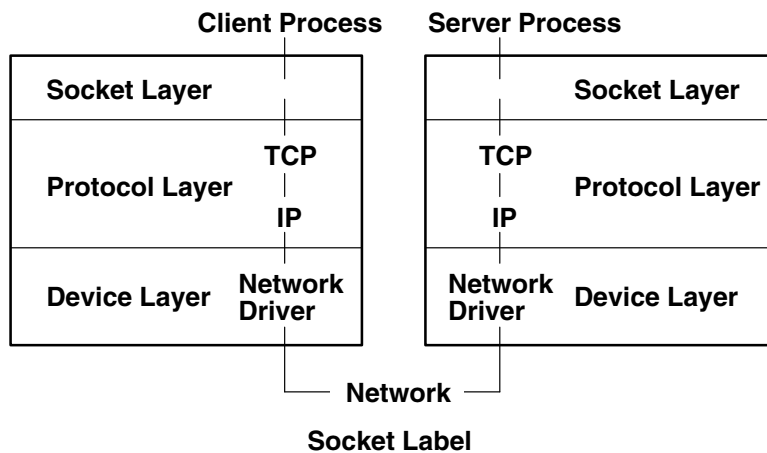 Client Process
Server Process
Socket Layer
TCP
Protocol Layer
IP
Device Layer
Network
Driver
Socket Layer
TCP
Protocol Layer
IP
Network
Driver
Device Layer
Network
Socket Label